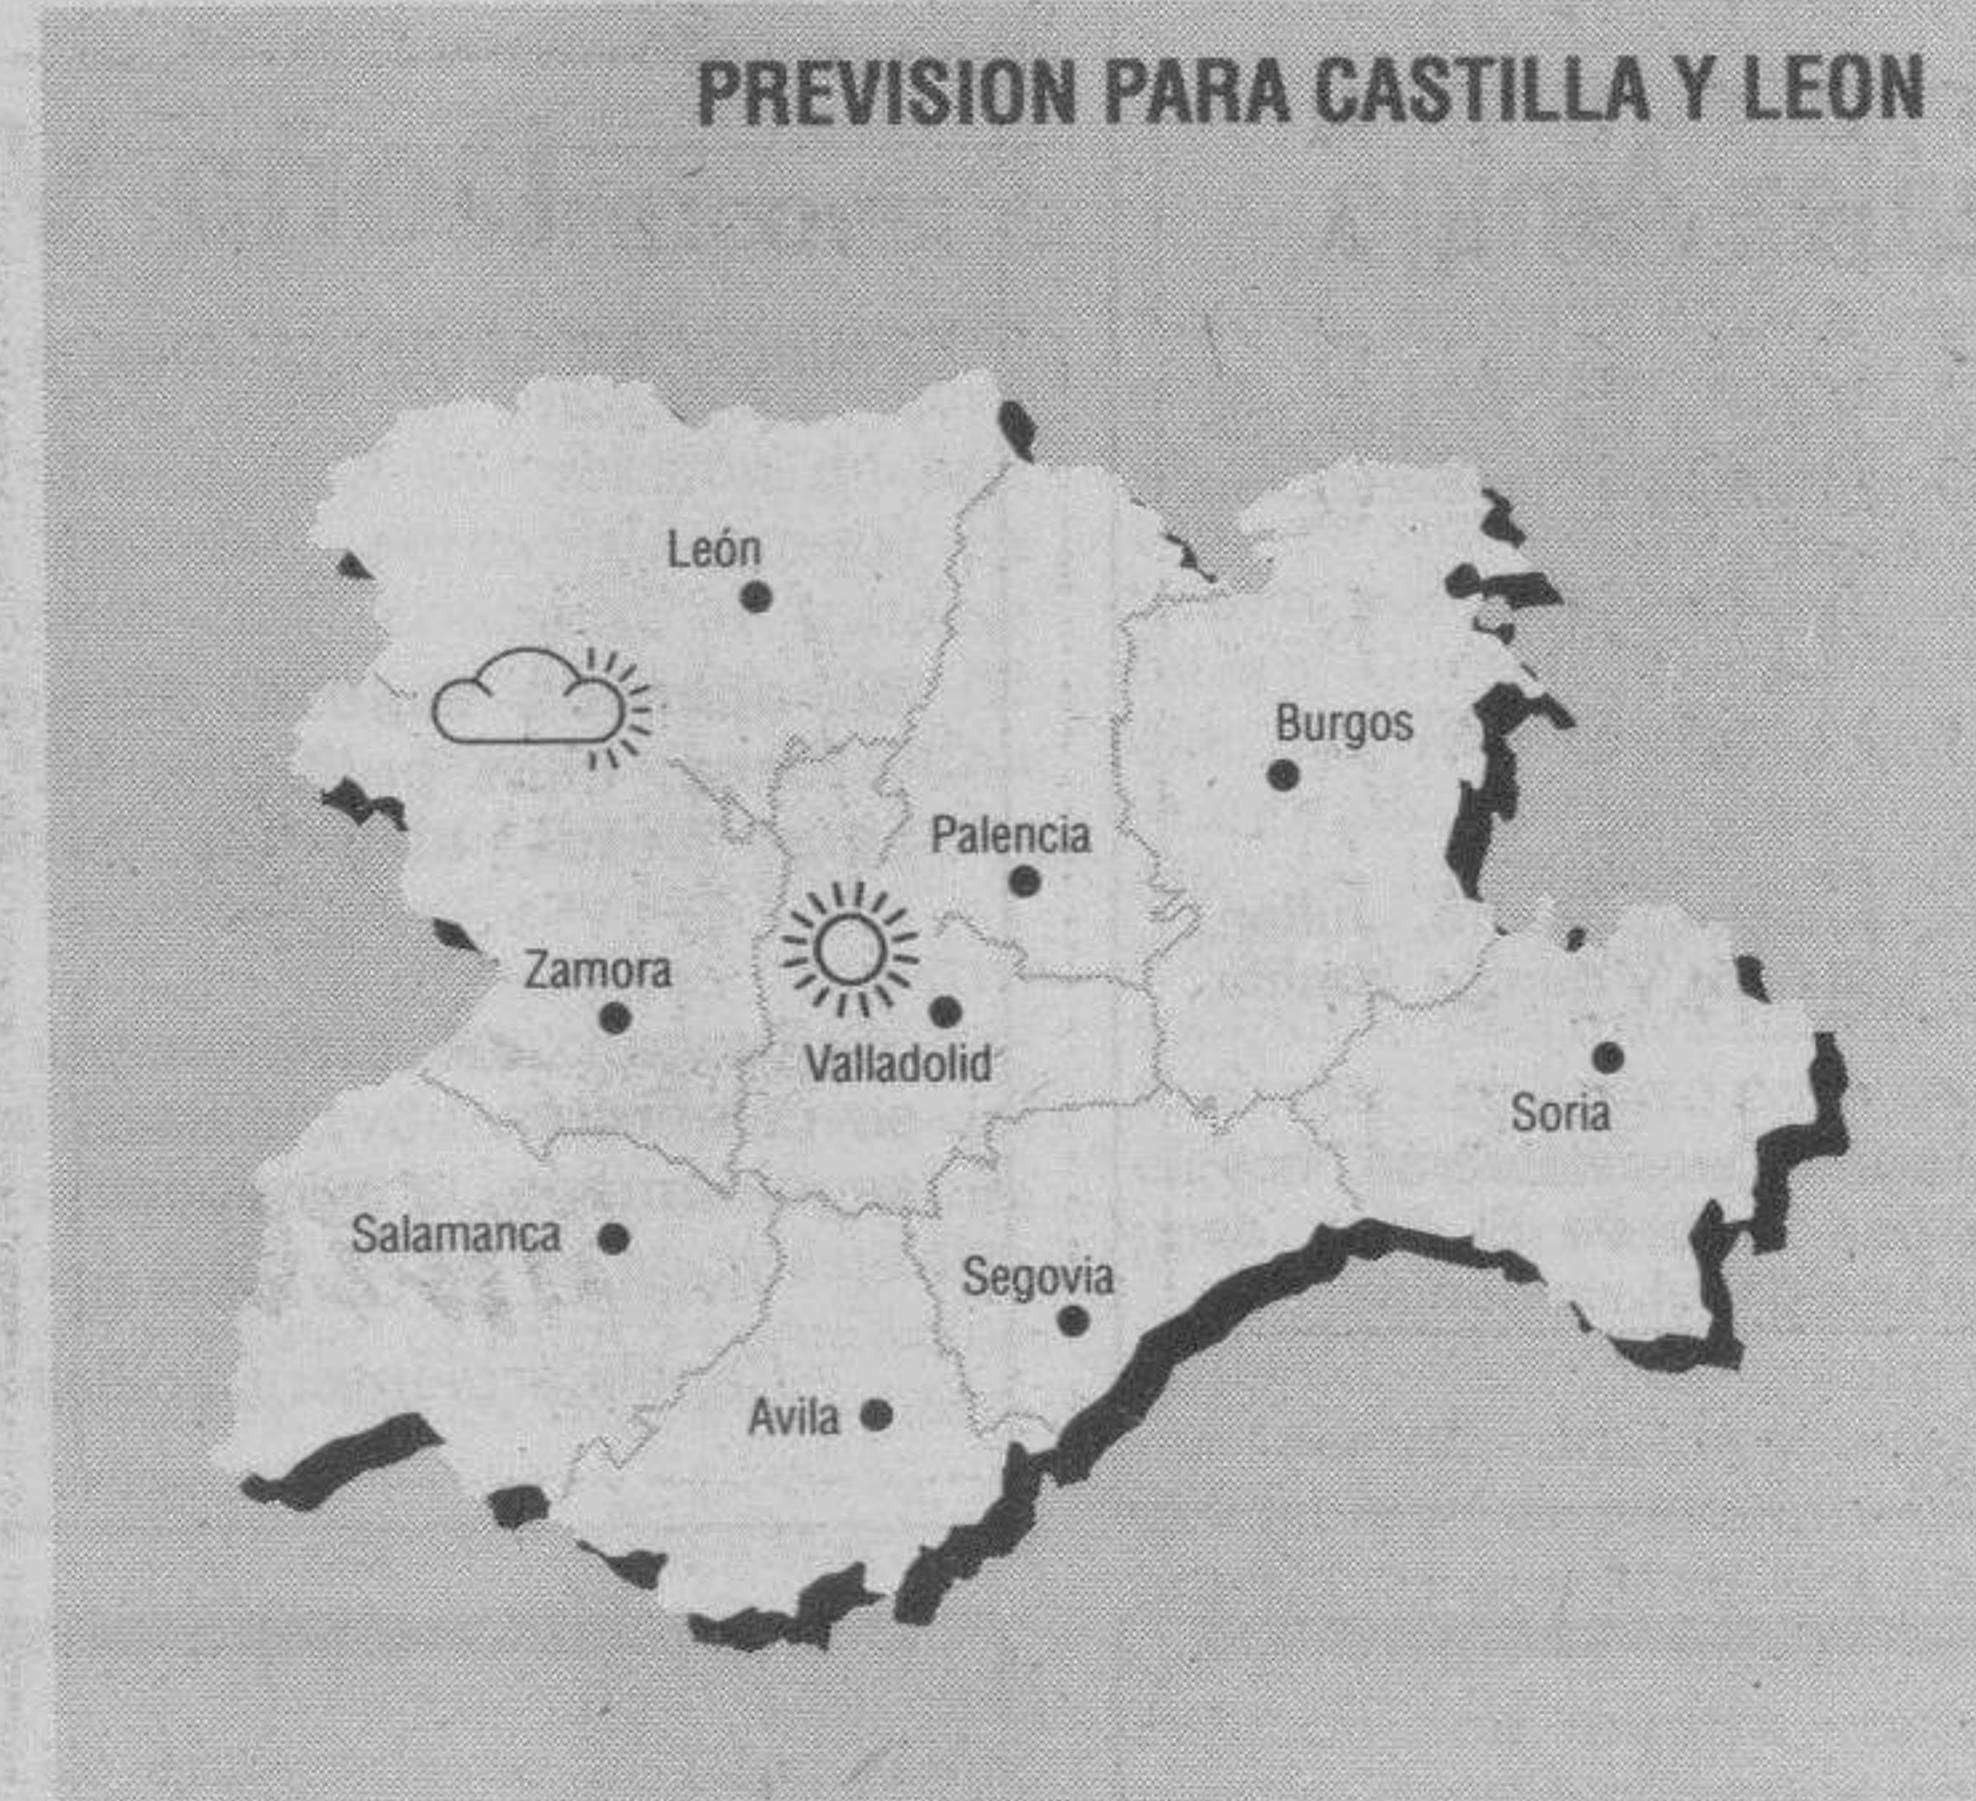 PREVISION PARA CASTILLA Y LEON
León
Burgos
Palencia
Zamora
Valladolid
Soria
Salamanca
Segovia
Avila